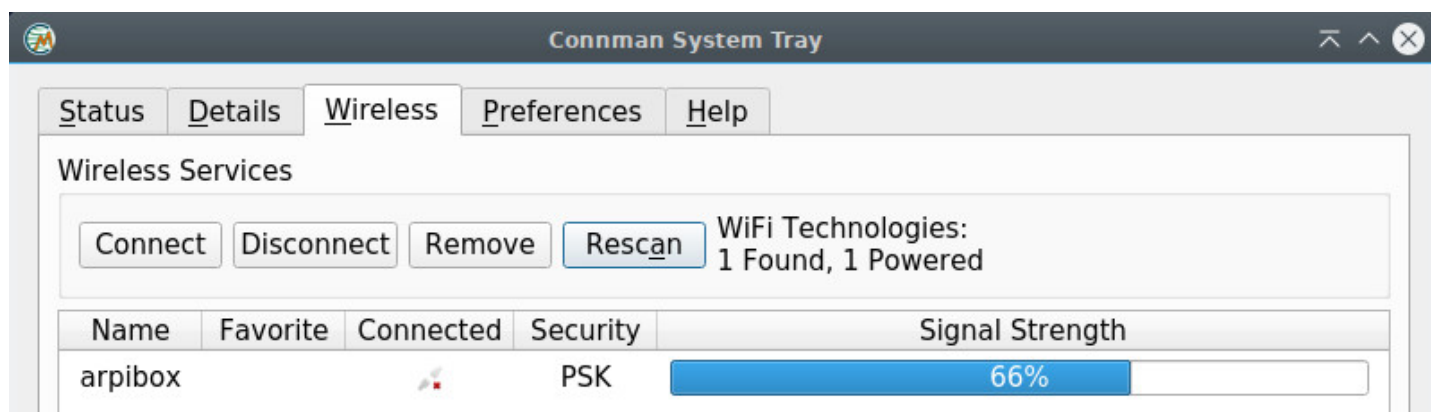 Connman System Tray
Status Details Wireless Preferences Help
Wireless Services
Connect Disconnect Remove Rescan WiFi Technologies:
1 Found, 1 Powered
Name Favorite Connected Security Signal Strength
arpibox PSK 66%